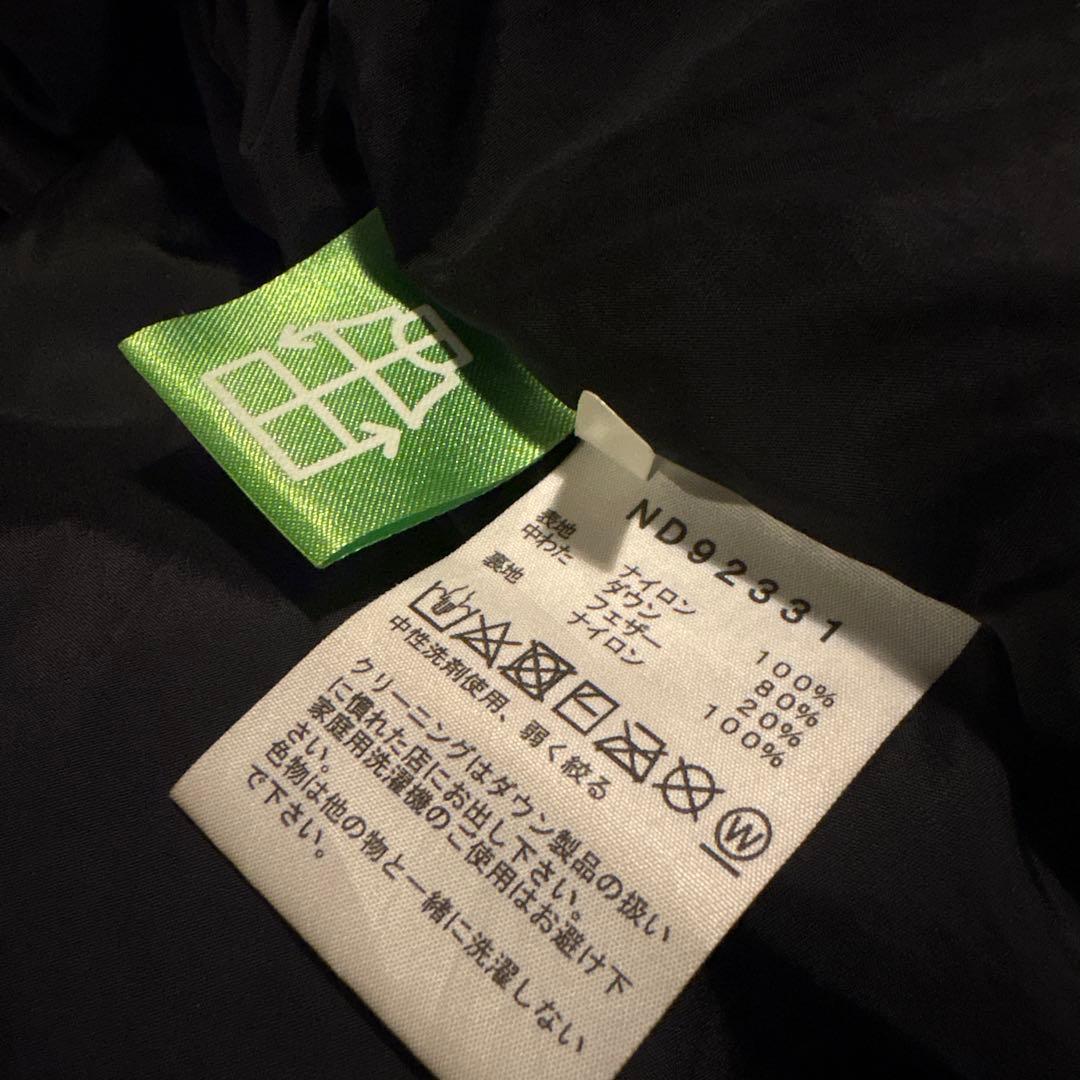 ND92331
表地 ナイロン 100%
中わた ダウン 80%
フェザー 20%
裏地 ナイロン 100%
中性洗剤使用、弱く絞る
W
クリーニングはダウン製品の扱い
に慣れた店にお出し下さい。
家庭用洗濯機のご使用はお避け下
さい。
色物は他の物と一緒に洗濯しない
で下さい。